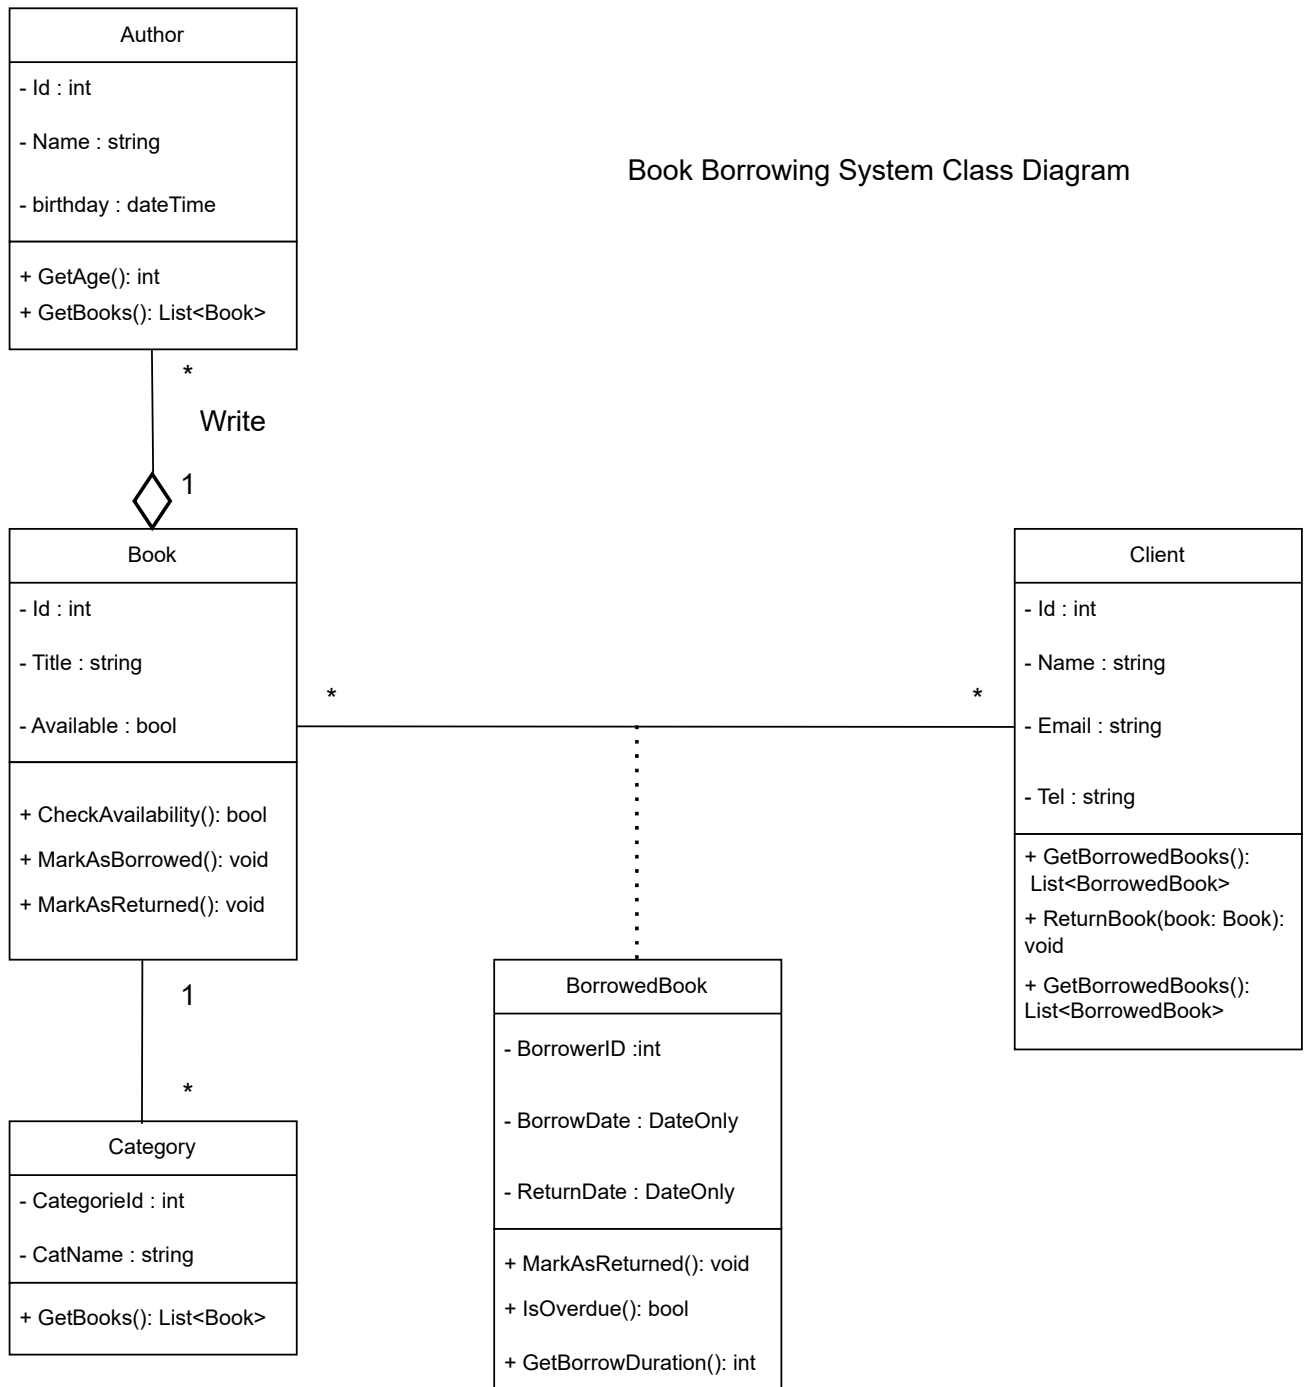 Author
- Id : int
- Name : string
- birthday : dateTime
+ GetAge(): int
+ GetBooks(): List<Book>
Book Borrowing System Class Diagram
*
Write
1
Book
- Id : int
- Title : string
- Available : bool
+ CheckAvailability(): bool
+ MarkAsBorrowed(): void
+ MarkAsReturned(): void
*
*
Client
- Id : int
- Name : string
- Email : string
- Tel : string
+ GetBorrowedBooks():
List<BorrowedBook>
+ ReturnBook(book: Book):
void
+ GetBorrowedBooks():
List<BorrowedBook>
1
*
Category
- CategorieId : int
- CatName : string
+ GetBooks(): List<Book>
BorrowedBook
- BorrowerID :int
- BorrowDate : DateOnly
- ReturnDate : DateOnly
+ MarkAsReturned(): void
+ IsOverdue(): bool
+ GetBorrowDuration(): int